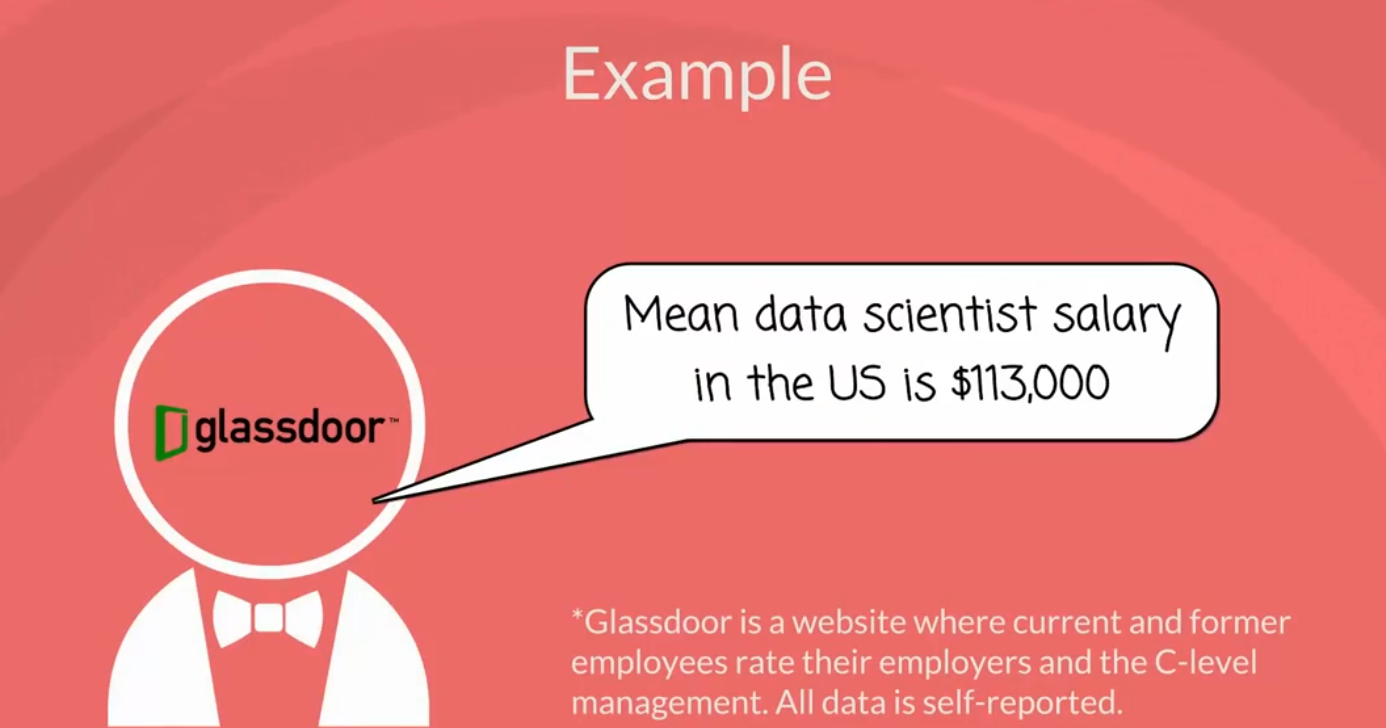 Example
Mean data scientist salary
in the US is $113,000
glassdoor™
*Glassdoor is a website where current and former
employees rate their employers and the C-level
management. All data is self-reported.